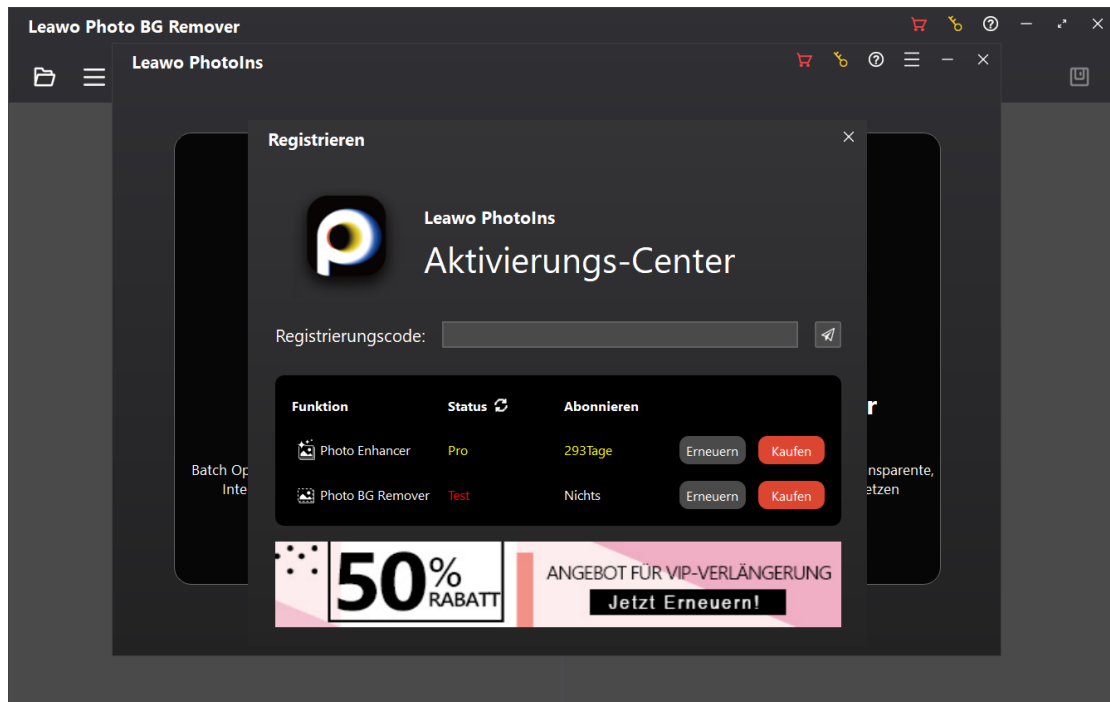 Leawo Photo BG Remover
Leawo PhotoIns
Registrieren
Leawo PhotoIns
Aktivierungs-Center
Registrierungscode:
Funktion Status Abonnieren
Photo Enhancer Pro 293Tage Erneuern Kaufen
Photo BG Remover Test Nichts Erneuern Kaufen
r
Batch Op
Inte
nsparente,
etzen
50% RABATT
ANGEBOT FÜR VIP-VERLÄNGERUNG
Jetzt Erneuern!